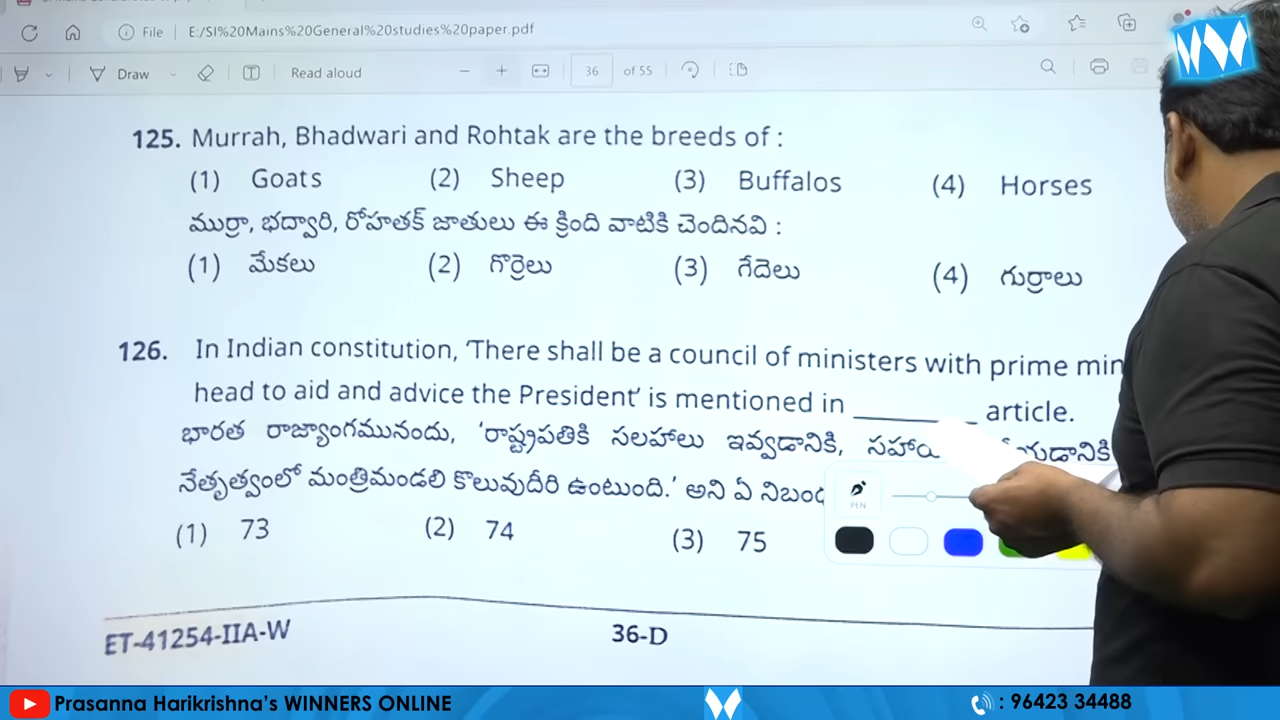 File E:/SI%20Mains%20General%20studies%20paper.pdf
Draw Read aloud 36 of 55
125. Murrah, Bhadwari and Rohtak are the breeds of :
(1) Goats (2) Sheep (3) Buffalos (4) Horses
ముర్రా, భద్వారి, రోహతక్ జాతులు ఈ క్రింది వాటికి చెందినవి :
(1) మేకలు (2) గొర్రెలు (3) గేదెలు (4) గుర్రాలు
126. In Indian constitution, 'There shall be a council of ministers with prime min
head to aid and advice the President' is mentioned in ________ article.
భారత రాజ్యాంగమునందు, 'రాష్ట్రపతికి సలహాలు ఇవ్వడానికి,
నేతృత్వంలో మంత్రిమండలి కొలువుదీరి ఉంటుంది.' అని ఏ
PEN
(1) 73 (2) 74 (3) 75
ET-41254-IIA-W 36-D
Prasanna Harikrishna's WINNERS ONLINE : 96423 34488